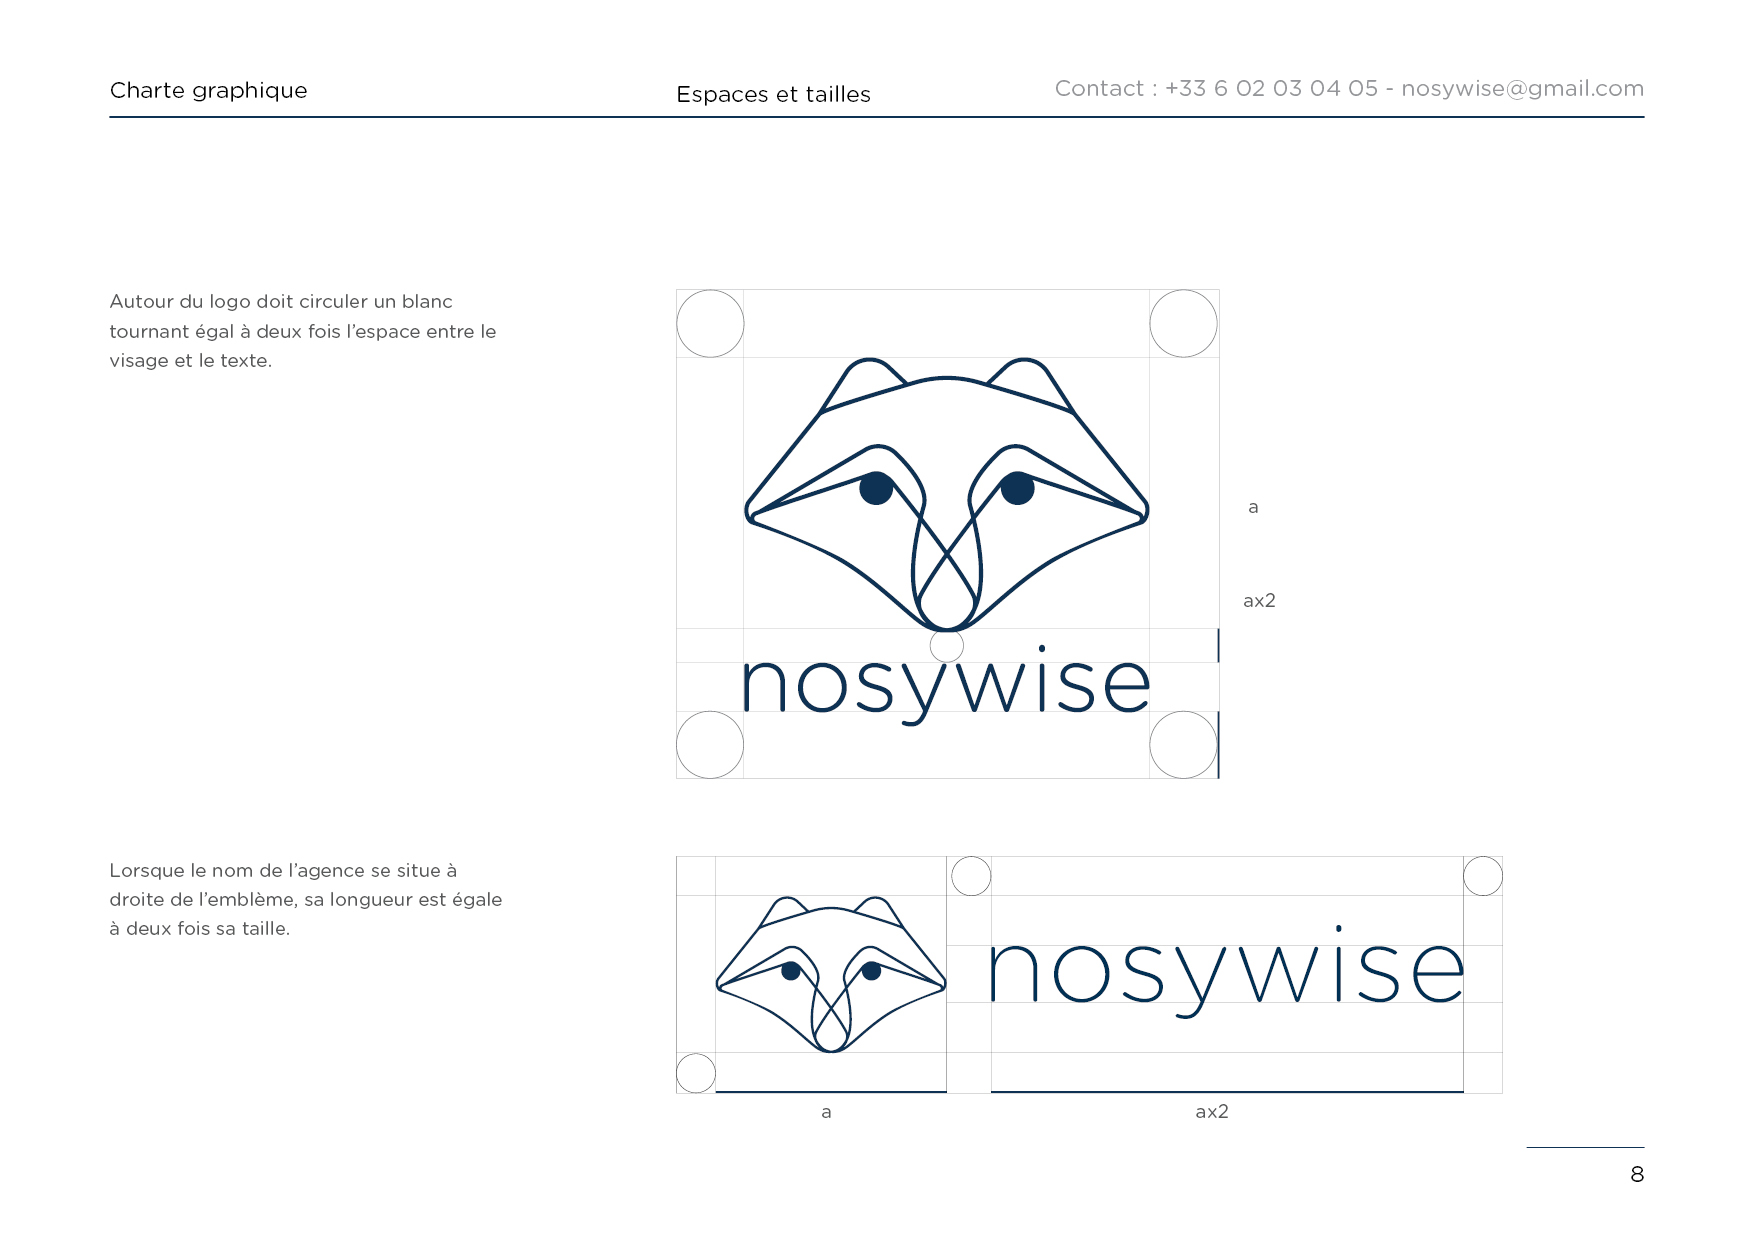 Charte graphique
Espaces et tailles
Contact : +33 6 02 03 04 05 - nosywise@gmail.com
Autour du logo doit circuler un blanc
tournant égal à deux fois l’espace entre le
visage et le texte.
a
ax2
nosywise
Lorsque le nom de l’agence se situe à
droite de l’emblème, sa longueur est égale
à deux fois sa taille.
nosywise
a
ax2
8